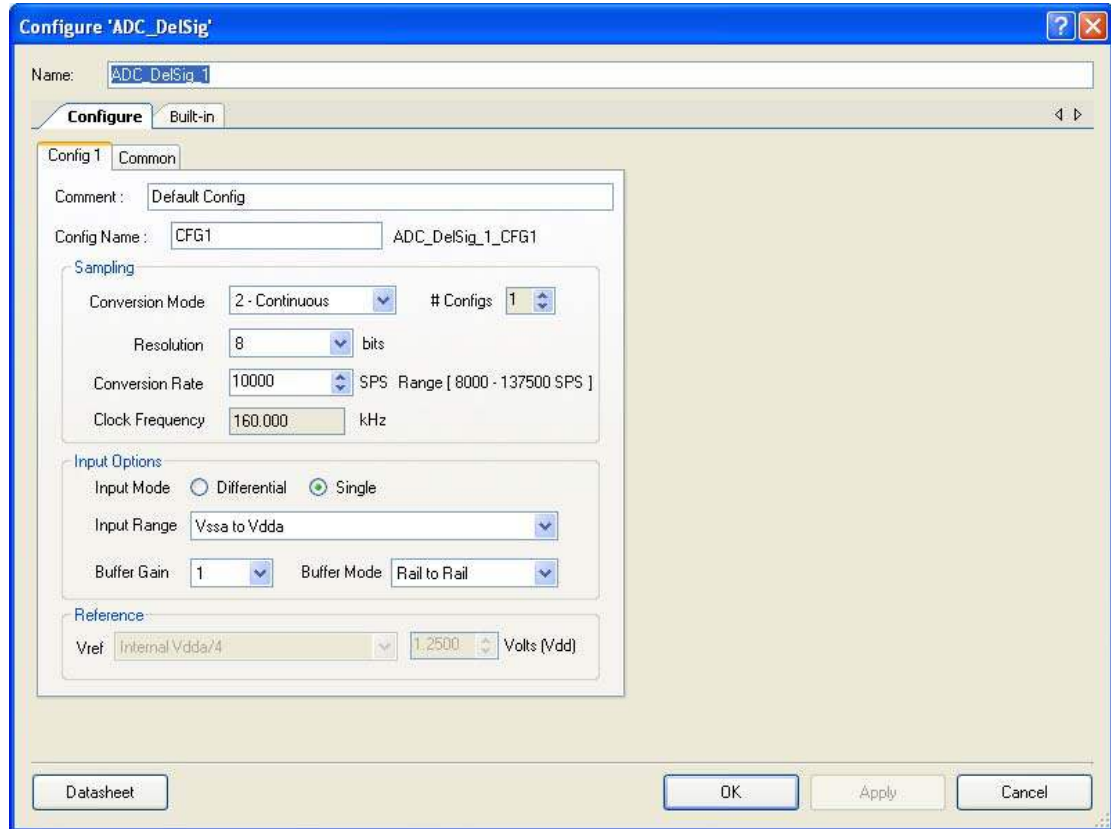 Configure 'ADC_DelSig'
Name: ADC_DelSig_1
Configure Built-in
Config 1 Common
Comment : Default Config
Config Name : CFG1 ADC_DelSig_1_CFG1
Sampling
Conversion Mode 2 - Continuous # Configs 1
Resolution 8 bits
Conversion Rate 10000 SPS Range [ 8000 - 137500 SPS ]
Clock Frequency 160.000 kHz
Input Options
Input Mode Differential Single
Input Range Vssa to Vdda
Buffer Gain 1 Buffer Mode Rail to Rail
Reference
Vref Internal Vdda/4 1.2500 Volts (Vdd)
Datasheet OK Apply Cancel